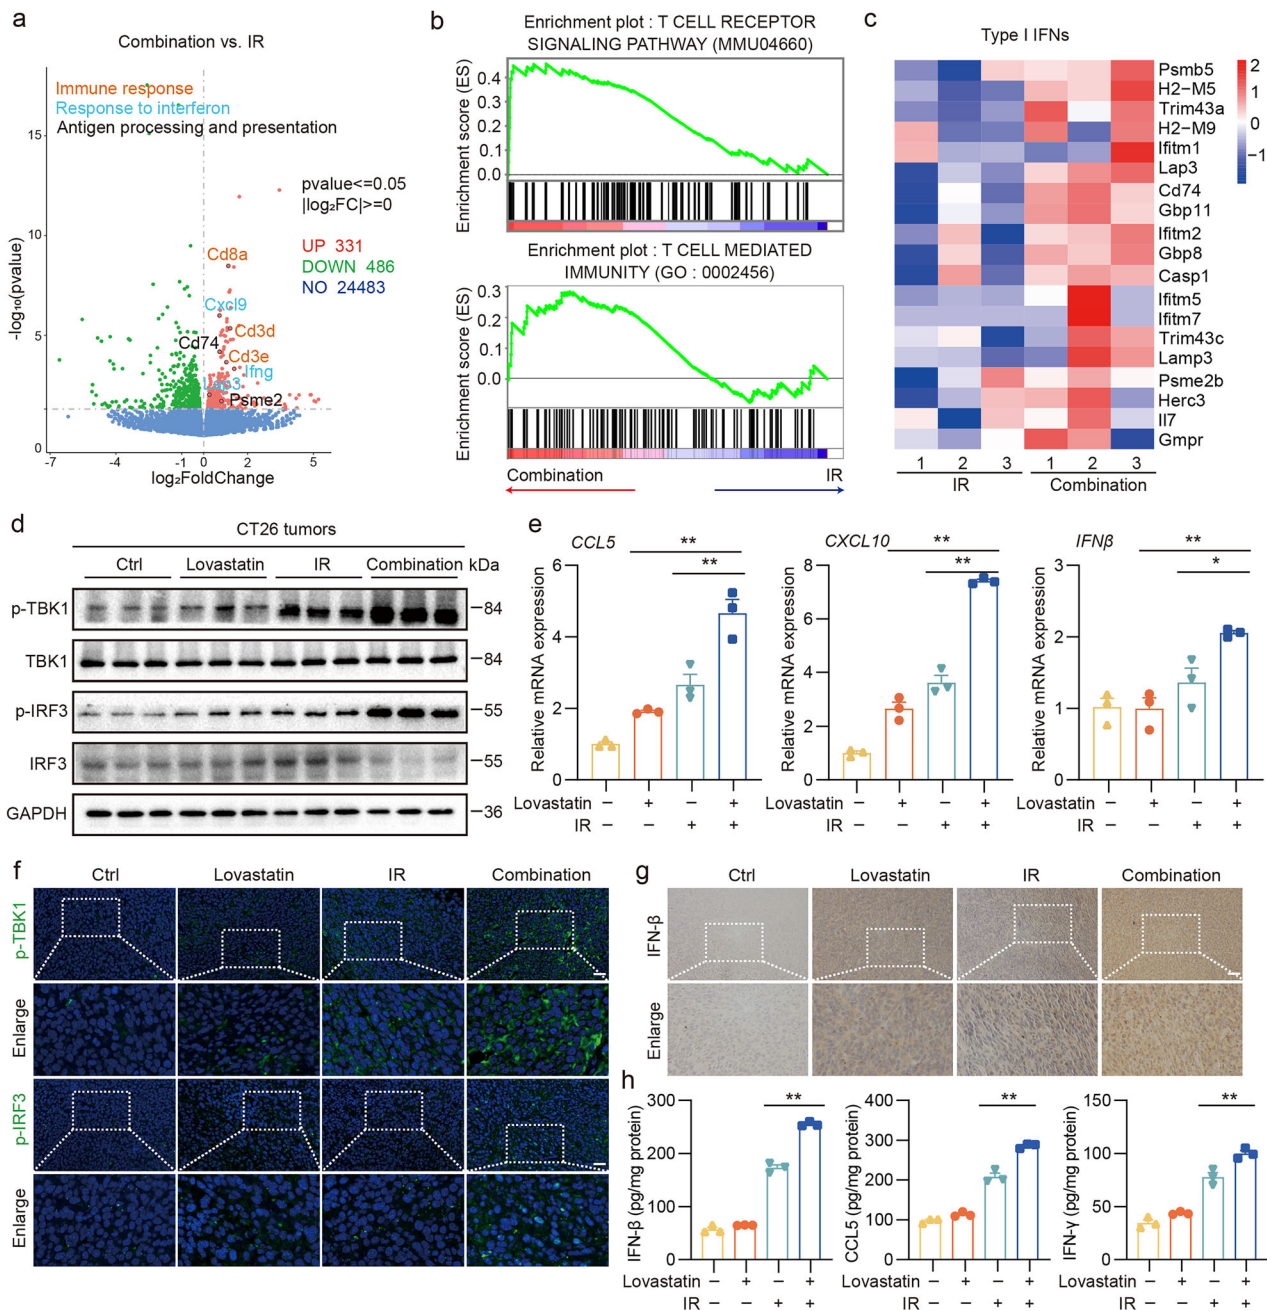 a
Combination vs. IR
Immune response
Response to interferon
Antigen processing and presentation
pvalue<=0.05
|log₂FC|>=0
UP 331
DOWN 486
NO 24483
Cd8a
Cxcl9
Cd3d
Cd74
Cd3e
Ifng
Lap3
Psme2
-log₁₀(pvalue)
15
10
5
0
-7
-4
-1
0
2
5
log₂FoldChange
b
Enrichment plot : T CELL RECEPTOR
SIGNALING PATHWAY (MMU04660)
Enrichment score (ES)
0.4
0.3
0.2
0.1
0.0
Enrichment plot : T CELL MEDIATED
IMMUNITY (GO : 0002456)
Enrichment score (ES)
0.3
0.2
0.1
0.0
Combination
IR
c
Type I IFNs
Psmb5
H2−M5
Trim43a
H2−M9
Ifitm1
Lap3
Cd74
Gbp11
Ifitm2
Gbp8
Casp1
Ifitm5
Ifitm7
Trim43c
Lamp3
Psme2b
Herc3
Il7
Gmpr
2
1
0
−1
1 2 3 1 2 3
IR Combination
d
CT26 tumors
Ctrl Lovastatin IR Combination kDa
p-TBK1 84
TBK1 84
p-IRF3 55
IRF3 55
GAPDH 36
e
CCL5
Relative mRNA expression
6
4
2
0
**
**
CXCL10
Relative mRNA expression
8
6
4
2
0
**
**
IFNβ
Relative mRNA expression
3
2
1
0
**
*
Lovastatin − + − + − + − + − + − +
IR − − + + − − + + − − + +
f
Ctrl Lovastatin IR Combination
p-TBK1
Enlarge
p-IRF3
Enlarge
g
Ctrl Lovastatin IR Combination
IFN-β
Enlarge
h
IFN-β (pg/mg protein)
300
200
100
0
**
CCL5 (pg/mg protein)
400
300
200
100
0
**
IFN-γ (pg/mg protein)
150
100
50
0
**
Lovastatin − + − + Lovastatin − + − + Lovastatin − + − +
IR − − + + IR − − + + IR − − + +